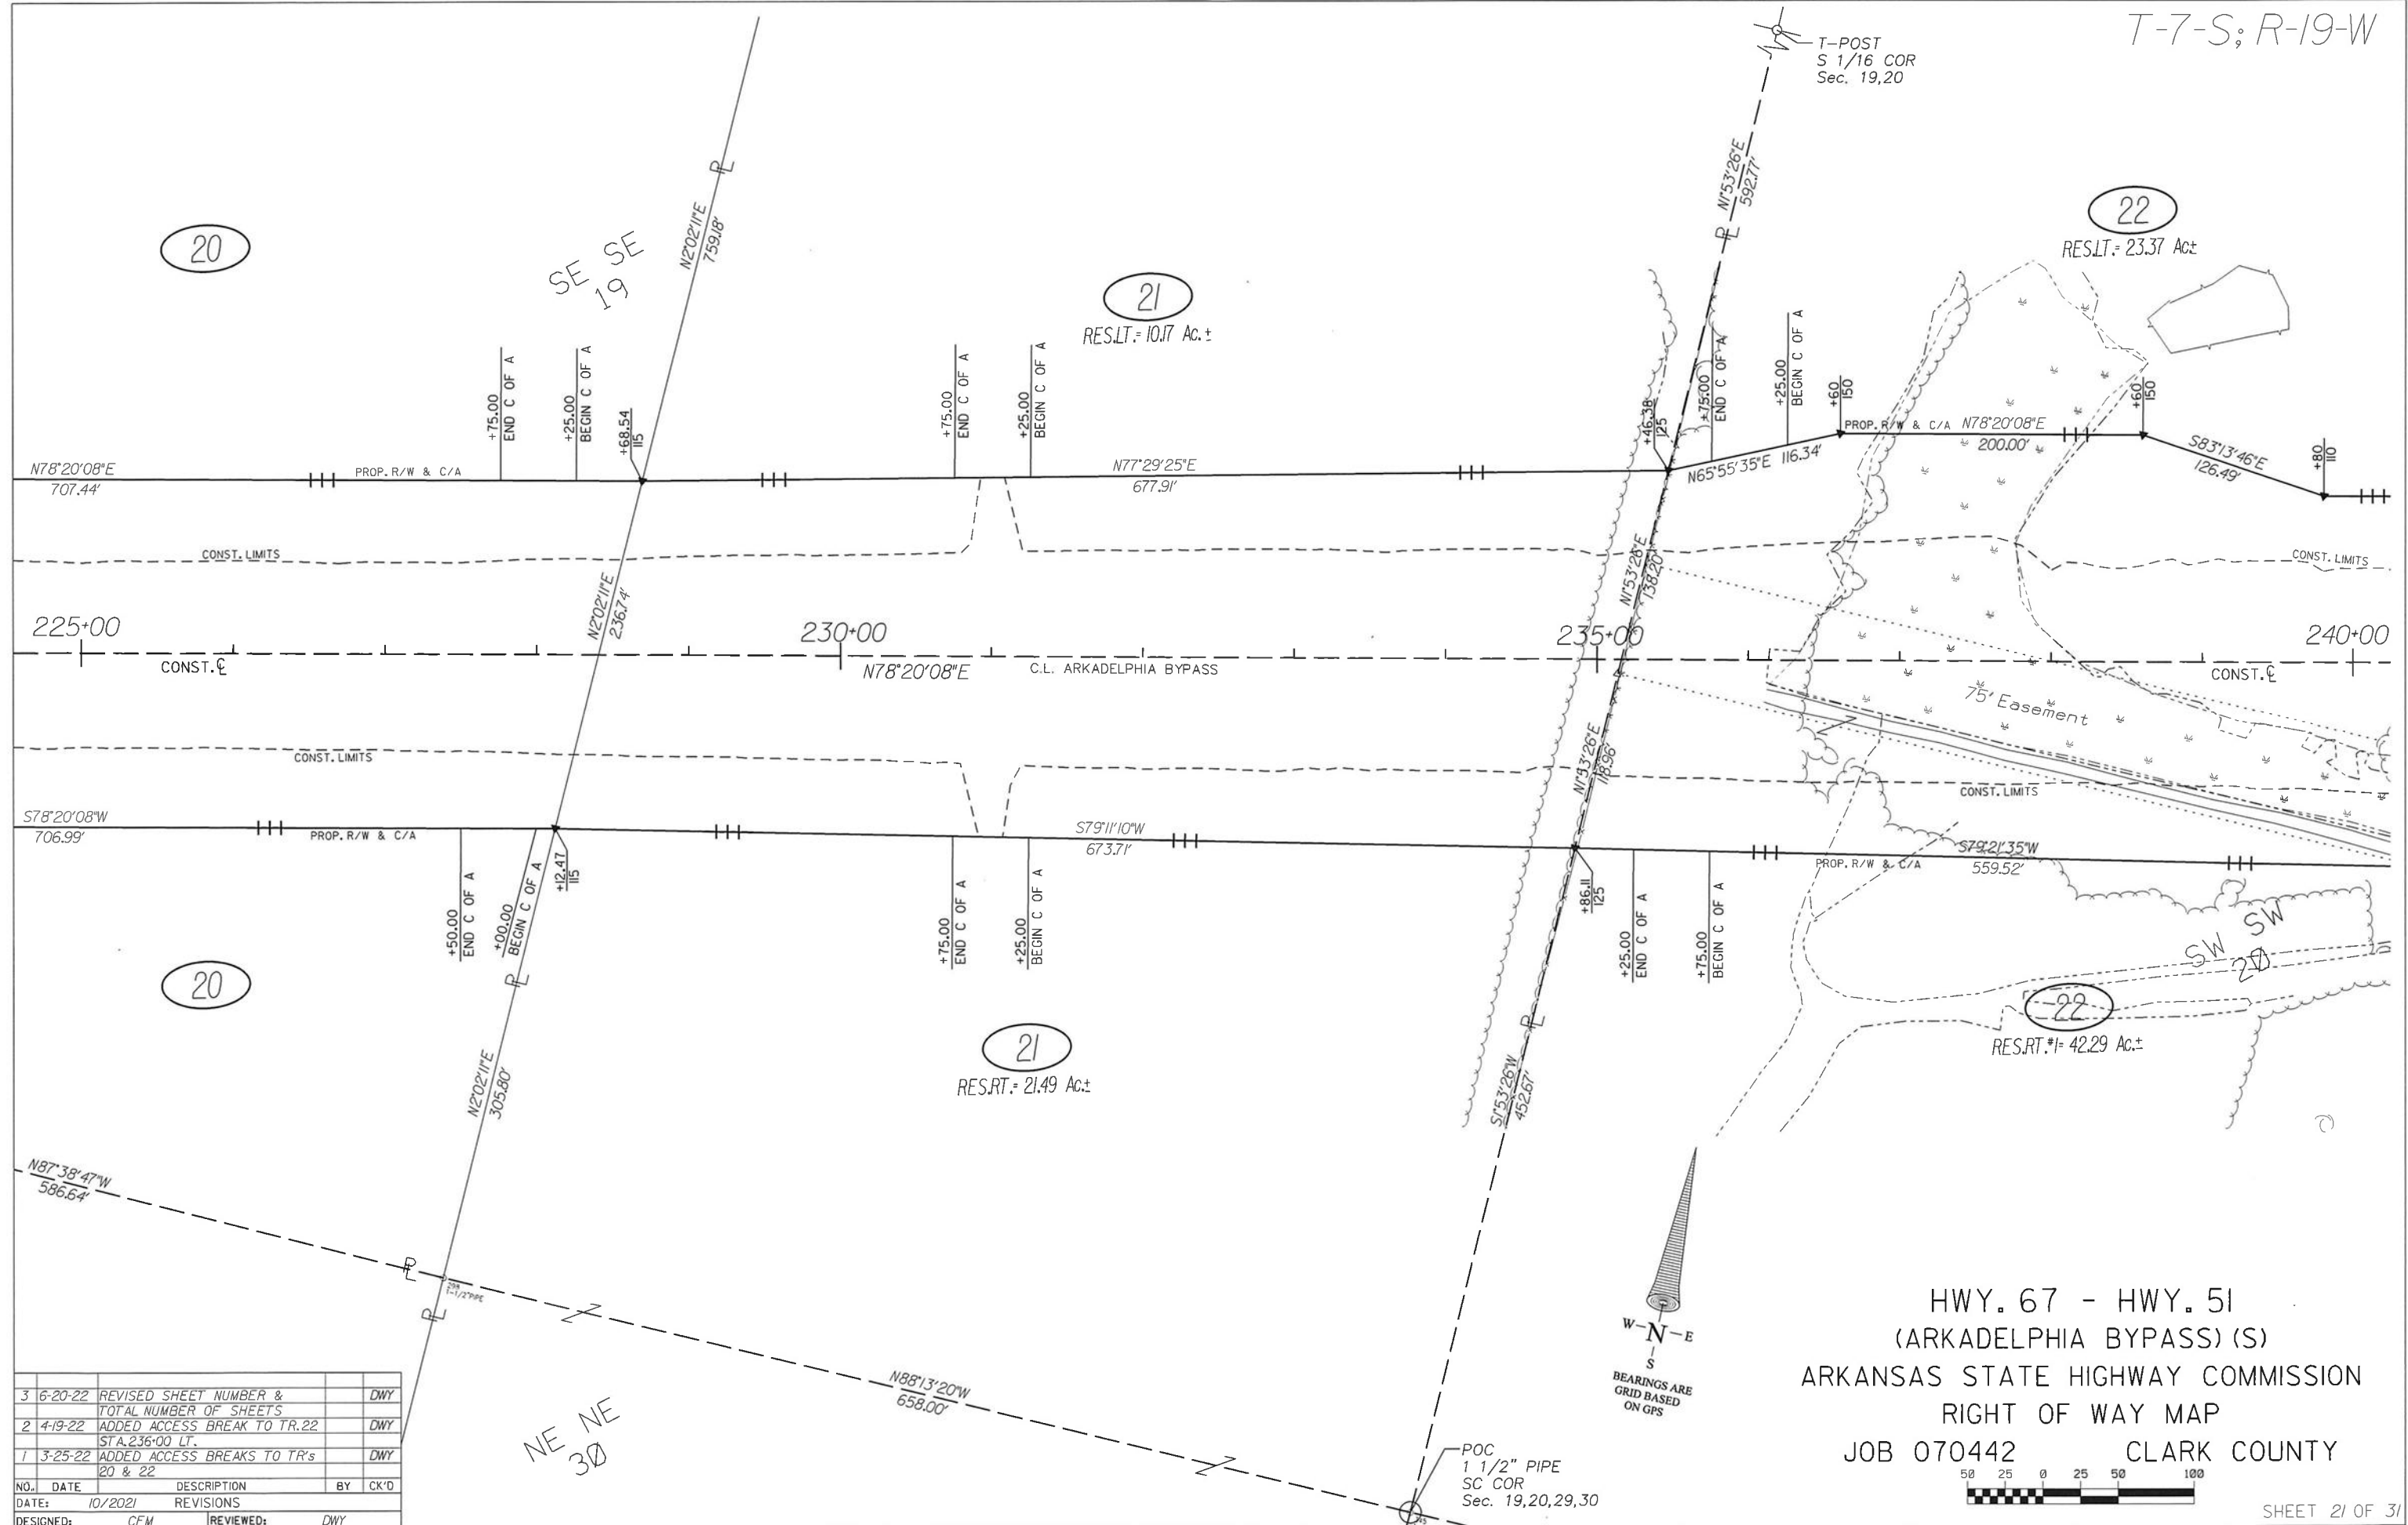 T-7-S; R-19-W
T-POST
S 1/16 COR
Sec. 19,20
N1°53'26"E
592.77'
N2°02'11"E
759.18'
20
SE SE
19
21
RES.LT.= 10.17 Ac.±
22
RES.LT.= 23.37 Ac±
+75.00
END C OF A
+25.00
BEGIN C OF A
+68.54
115
+75.00
END C OF A
+25.00
BEGIN C OF A
+46.38
125
+75.00
END C OF A
+25.00
BEGIN C OF A
+60
150
+60
150
+80
110
N78°20'08"E
707.44'
PROP. R/W & C/A
N77°29'25"E
677.91'
N65°55'35"E 116.34'
PROP. R/W & C/A N78°20'08"E
200.00'
S83°13'46"E
126.49'
CONST. LIMITS
CONST. LIMITS
N2°02'11"E
236.74'
N1°53'26"E
138.20'
225+00
230+00
235+00
240+00
CONST. ℄
N78°20'08"E
C.L. ARKADELPHIA BYPASS
CONST. ℄
75' Easement
CONST. LIMITS
N1°53'26"E
118.96'
CONST. LIMITS
S78°20'08"W
706.99'
PROP. R/W & C/A
S79°11'10"W
673.71'
PROP. R/W & C/A
S79°21'35"W
559.52'
+50.00
END C OF A
+00.00
BEGIN C OF A
+12.47
115
+75.00
END C OF A
+25.00
BEGIN C OF A
+86.11
125
+25.00
END C OF A
+75.00
BEGIN C OF A
SW SW
20
20
21
RES.RT.= 21.49 Ac.±
22
RES.RT.#1= 42.29 Ac.±
N2°02'11"E
305.80'
S1°53'26"W
452.67'
N87°38'47"W
586.64'
1-1/2"PIPE
N88°13'20"W
658.00'
NE NE
30
POC
1 1/2" PIPE
SC COR
Sec. 19,20,29,30
W-N-E
S
BEARINGS ARE
GRID BASED
ON GPS
HWY. 67 - HWY. 51
(ARKADELPHIA BYPASS) (S)
ARKANSAS STATE HIGHWAY COMMISSION
RIGHT OF WAY MAP
JOB 070442 CLARK COUNTY
50 25 0 25 50 100
SHEET 21 OF 31
3 6-20-22 REVISED SHEET NUMBER & DWY
TOTAL NUMBER OF SHEETS
2 4-19-22 ADDED ACCESS BREAK TO TR.22 DWY
STA.236+00 LT.
1 3-25-22 ADDED ACCESS BREAKS TO TR's DWY
20 & 22
NO. DATE DESCRIPTION BY CK'D
DATE: 10/2021 REVISIONS
DESIGNED: CFM REVIEWED: DWY